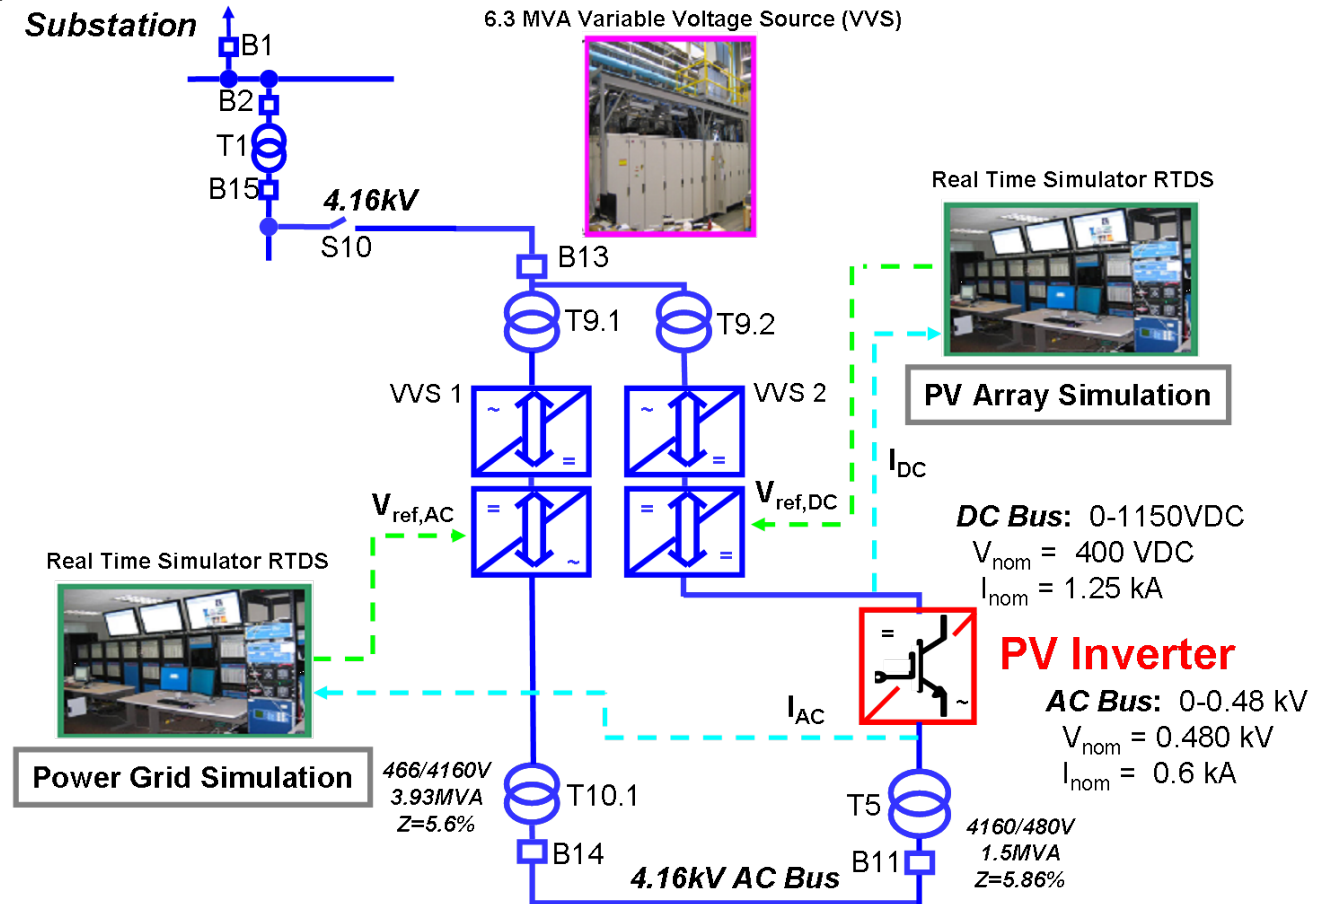 Substation
6.3 MVA Variable Voltage Source (VVS)
B1
B2
T1
B15
4.16kV
S10
B13
T9.1
T9.2
Real Time Simulator RTDS
PV Array Simulation
VVS 1
~
=
~
=
VVS 2
IDC
Vref,AC
=
~
=
=
Vref,DC
DC Bus: 0-1150VDC
Vnom = 400 VDC
Inom = 1.25 kA
Real Time Simulator RTDS
Power Grid Simulation
=
~
PV Inverter
AC Bus: 0-0.48 kV
Vnom = 0.480 kV
Inom = 0.6 kA
IAC
466/4160V
3.93MVA
Z=5.6%
T10.1
B14
T5
4160/480V
1.5MVA
Z=5.86%
B11
4.16kV AC Bus